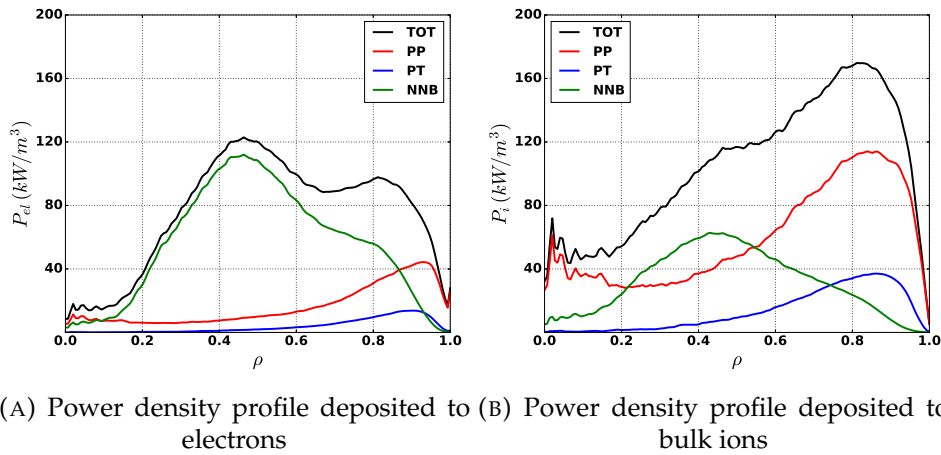 200
160
120
80
40
P_el (kW/m^3)
0.0 0.2 0.4 0.6 0.8 1.0
ρ
TOT
PP
PT
NNB
200
160
120
80
40
P_i (kW/m^3)
0.0 0.2 0.4 0.6 0.8 1.0
ρ
TOT
PP
PT
NNB
(A) Power density profile deposited to
electrons
(B) Power density profile deposited to
bulk ions